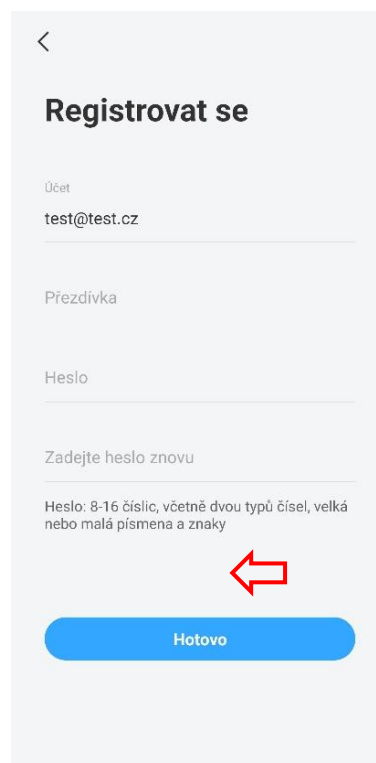 Registrovat se
Účet
test@test.cz
Přezdívka
Heslo
Zadejte heslo znovu
Heslo: 8-16 číslic, včetně dvou typů čísel, velká
nebo malá písmena a znaky
Hotovo